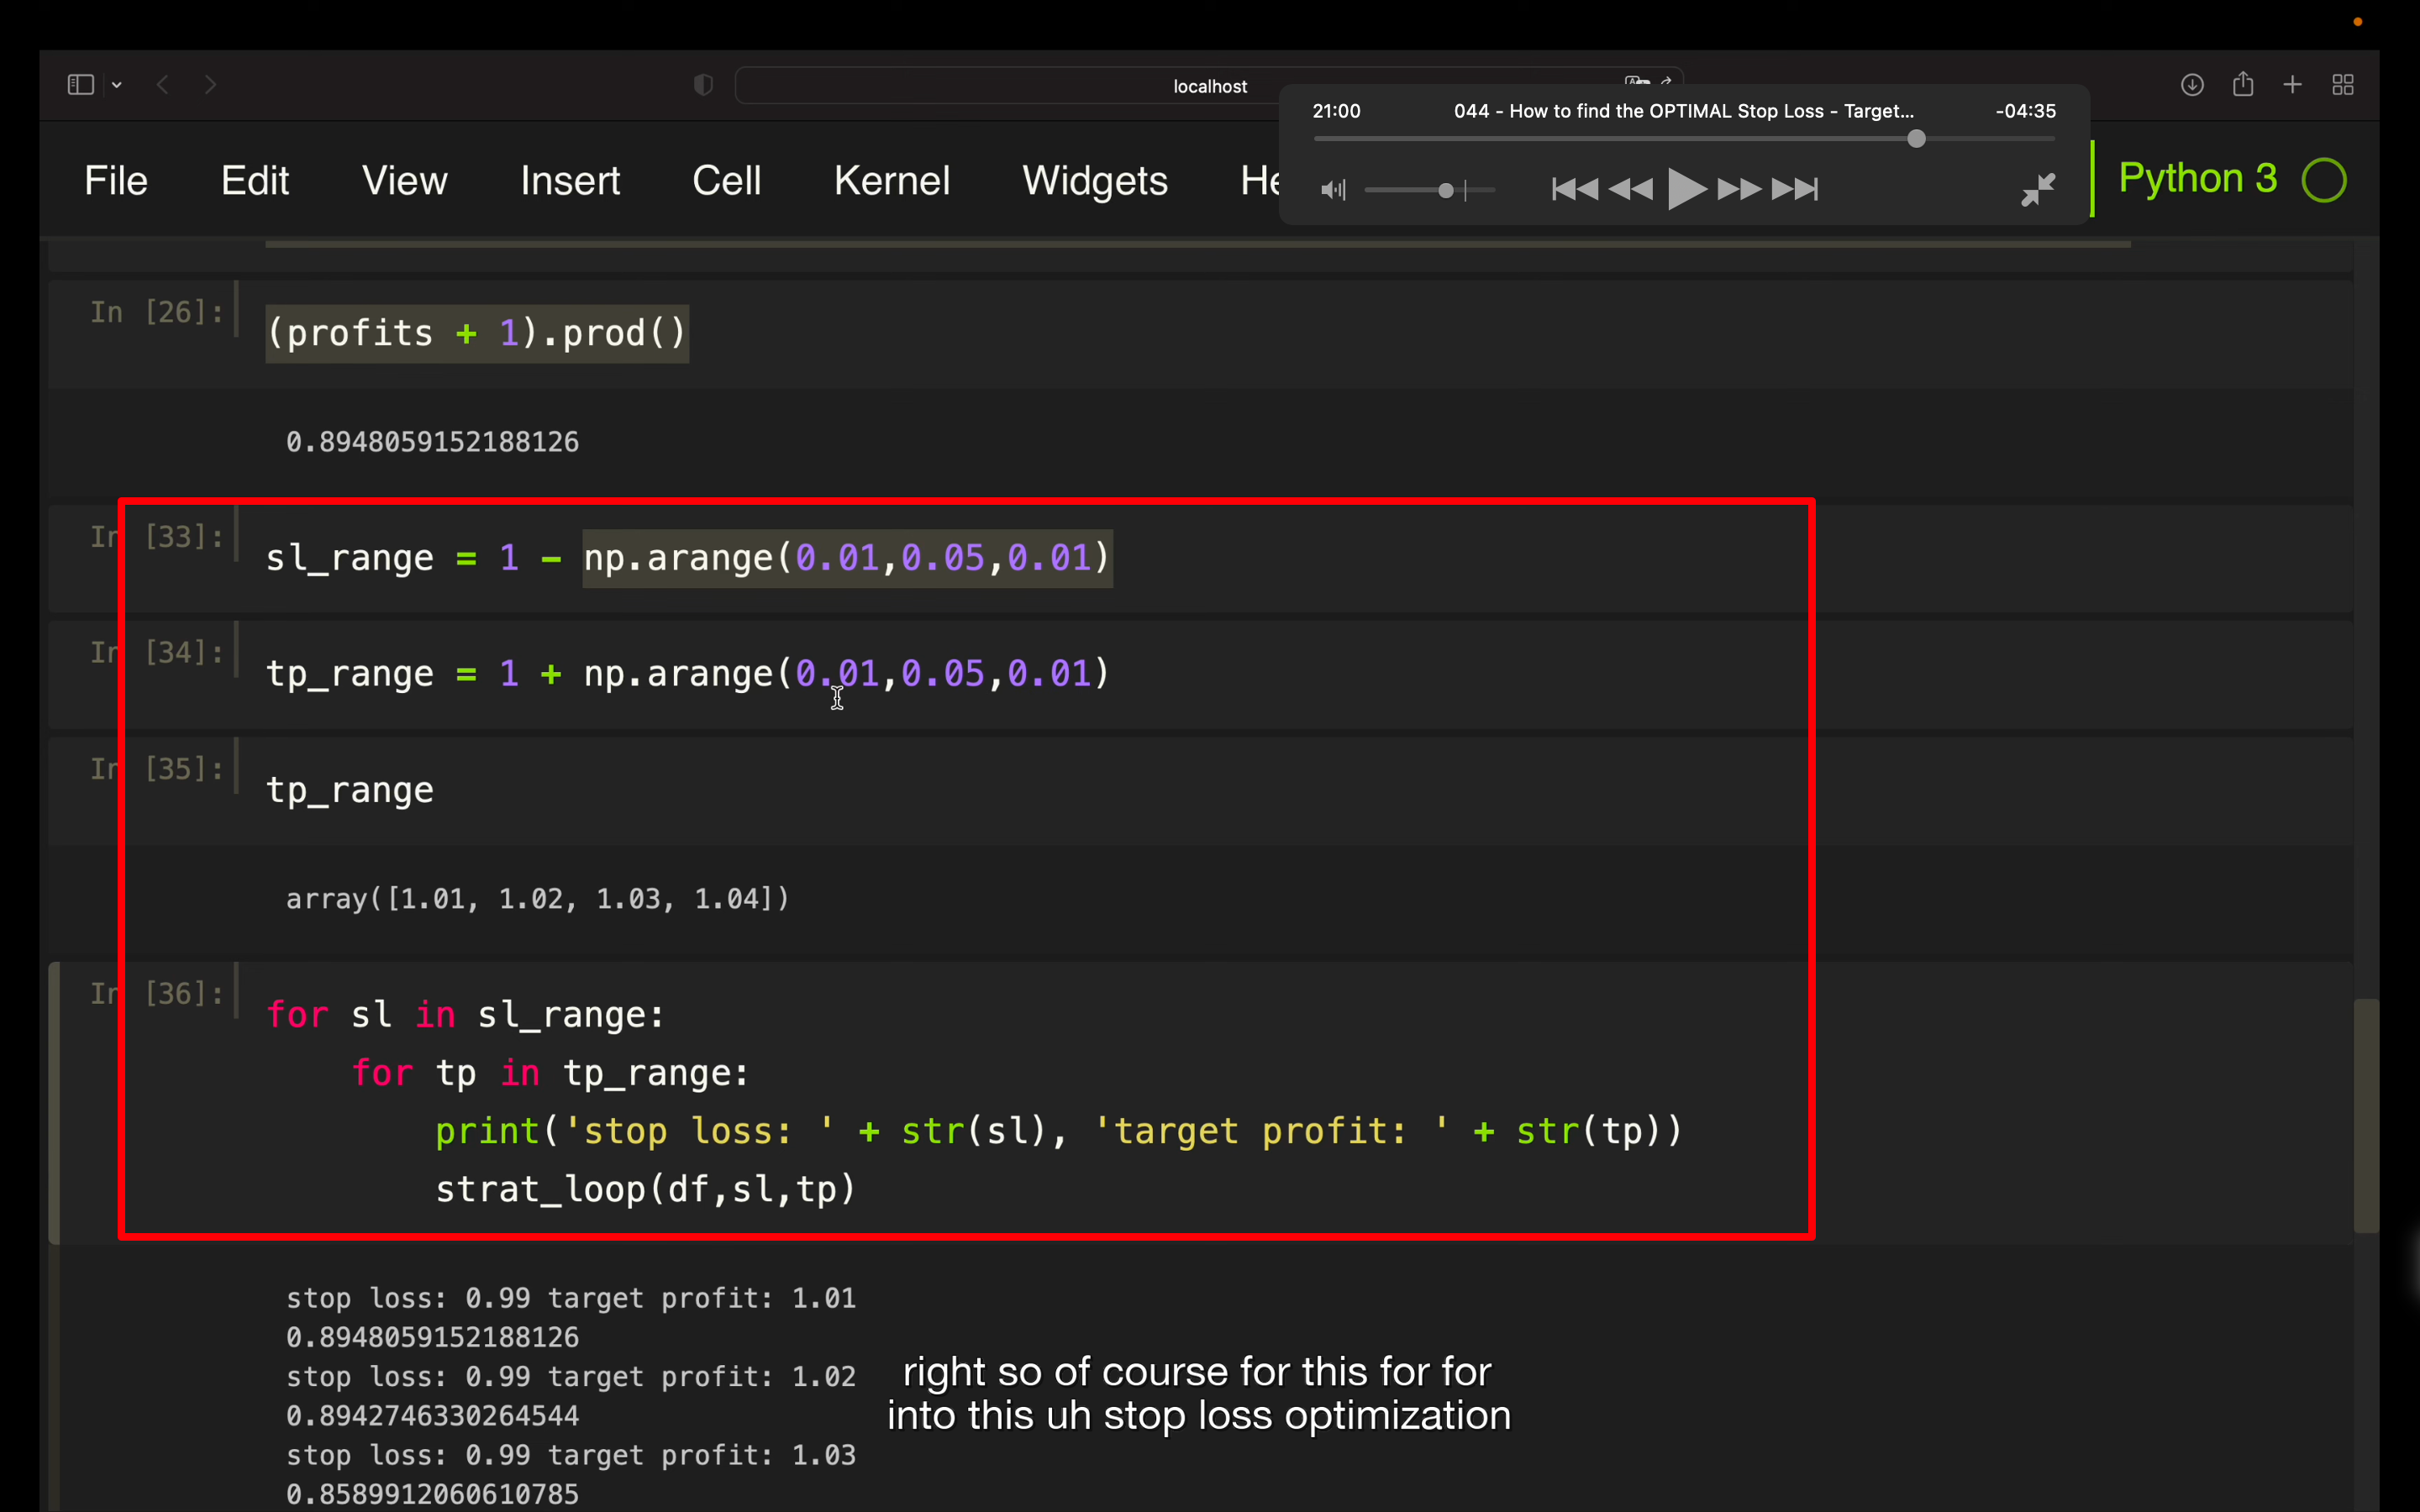 localhost
21:00 044 - How to find the OPTIMAL Stop Loss - Target... -04:35
File Edit View Insert Cell Kernel Widgets He Python 3
In [26]: (profits + 1).prod()
0.8948059152188126
In [33]: sl_range = 1 - np.arange(0.01,0.05,0.01)
In [34]: tp_range = 1 + np.arange(0.01,0.05,0.01)
In [35]: tp_range
array([1.01, 1.02, 1.03, 1.04])
In [36]: for sl in sl_range:
for tp in tp_range:
print('stop loss: ' + str(sl), 'target profit: ' + str(tp))
strat_loop(df,sl,tp)
stop loss: 0.99 target profit: 1.01
0.8948059152188126
stop loss: 0.99 target profit: 1.02
0.8942746330264544
stop loss: 0.99 target profit: 1.03
0.8589912060610785
right so of course for this for for
into this uh stop loss optimization